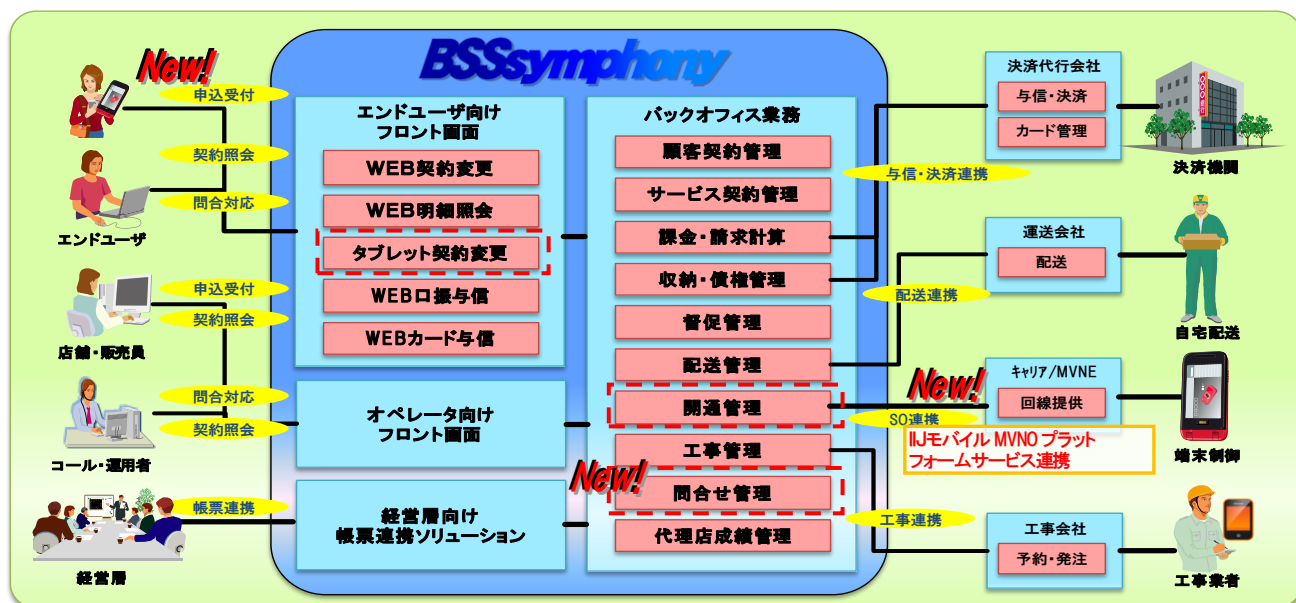 BSSsymphony
New!
申込受付
契約照会
問合対応
エンドユーザ
申込受付
契約照会
店舗・販売員
問合対応
契約照会
コール・運用者
帳票連携
経営層
エンドユーザ向け
フロント画面
WEB契約変更
WEB明細照会
タブレット契約変更
WEB口振与信
WEBカード与信
オペレータ向け
フロント画面
経営層向け
帳票連携ソリューション
バックオフィス業務
顧客契約管理
サービス契約管理
課金・請求計算
収納・債権管理
督促管理
配送管理
開通管理
工事管理
New!
問合せ管理
代理店成績管理
与信・決済連携
配送連携
New!
SO連携
IIJモバイル MVNO プラット
フォームサービス連携
工事連携
決済代行会社
与信・決済
カード管理
決済機関
運送会社
配送
自宅配送
キャリア/MVNE
回線提供
端末制御
工事会社
予約・発注
工事業者